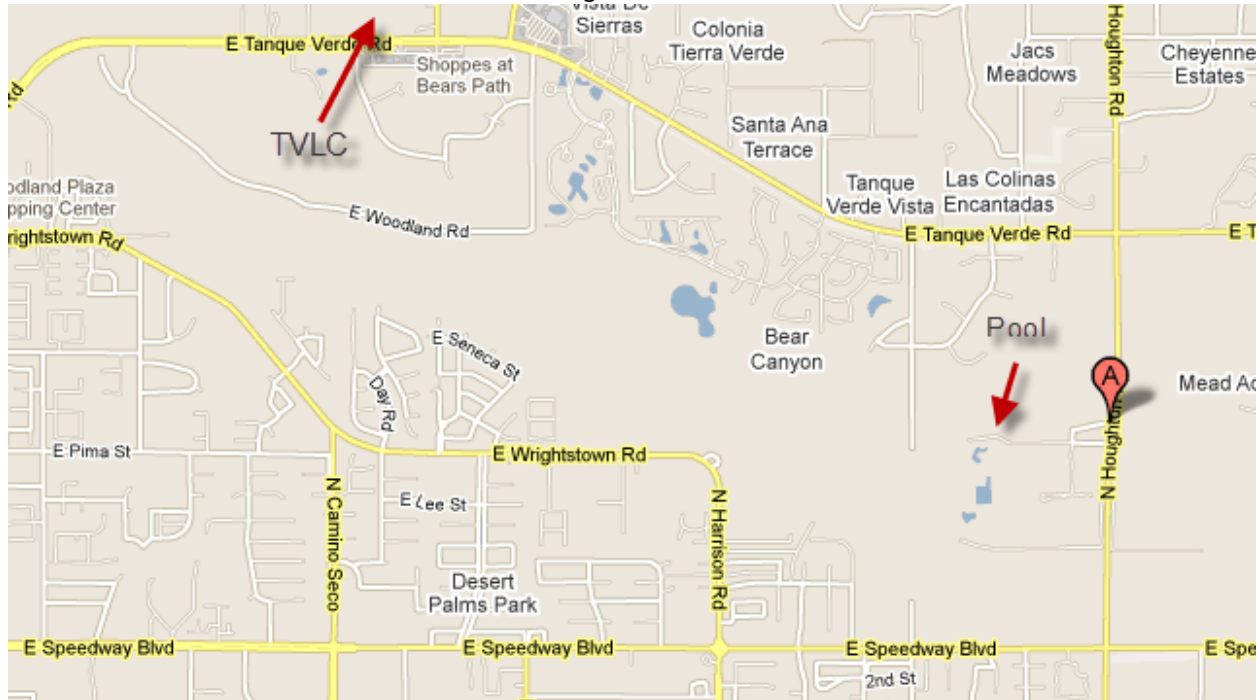 Vista De
Sierras
E Tanque Verde Rd
Shoppes at
Bears Path
Colonia
Tierra Verde
Jacs
Meadows
Houghton Rd
Cheyenne
Estates
Rd
TVLC
Santa Ana
Terrace
Tanque
Verde Vista
Las Colinas
Encantadas
odland Plaza
pping Center
E Woodland Rd
rightstown Rd
E Tanque Verde Rd
E T
Pool
Bear
Canyon
E Seneca St
Day Rd
A
Mead Ac
N Houghton
E Pima St
E Wrightstown Rd
N Camino Seco
E Lee St
N Harrison Rd
Desert
Palms Park
E Speedway Blvd
E Speedway Blvd
E Speedway Blvd
E Spe
2nd St